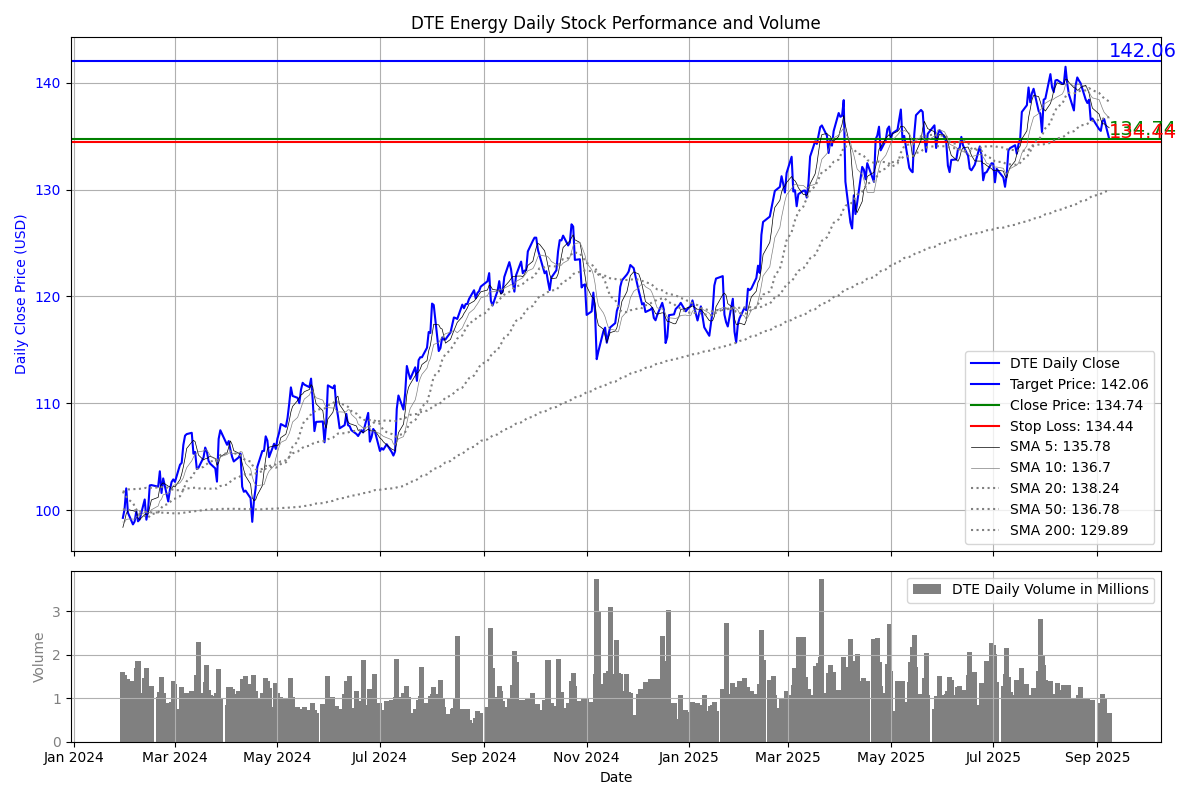 DTE Energy Daily Stock Performance and Volume
142.06
134.74
134.44
140
130
120
110
100
Daily Close Price (USD)
DTE Daily Close
Target Price: 142.06
Close Price: 134.74
Stop Loss: 134.44
SMA 5: 135.78
SMA 10: 136.7
SMA 20: 138.24
SMA 50: 136.78
SMA 200: 129.89
DTE Daily Volume in Millions
3
2
1
0
Volume
Jan 2024 Mar 2024 May 2024 Jul 2024 Sep 2024 Nov 2024 Jan 2025 Mar 2025 May 2025 Jul 2025 Sep 2025
Date